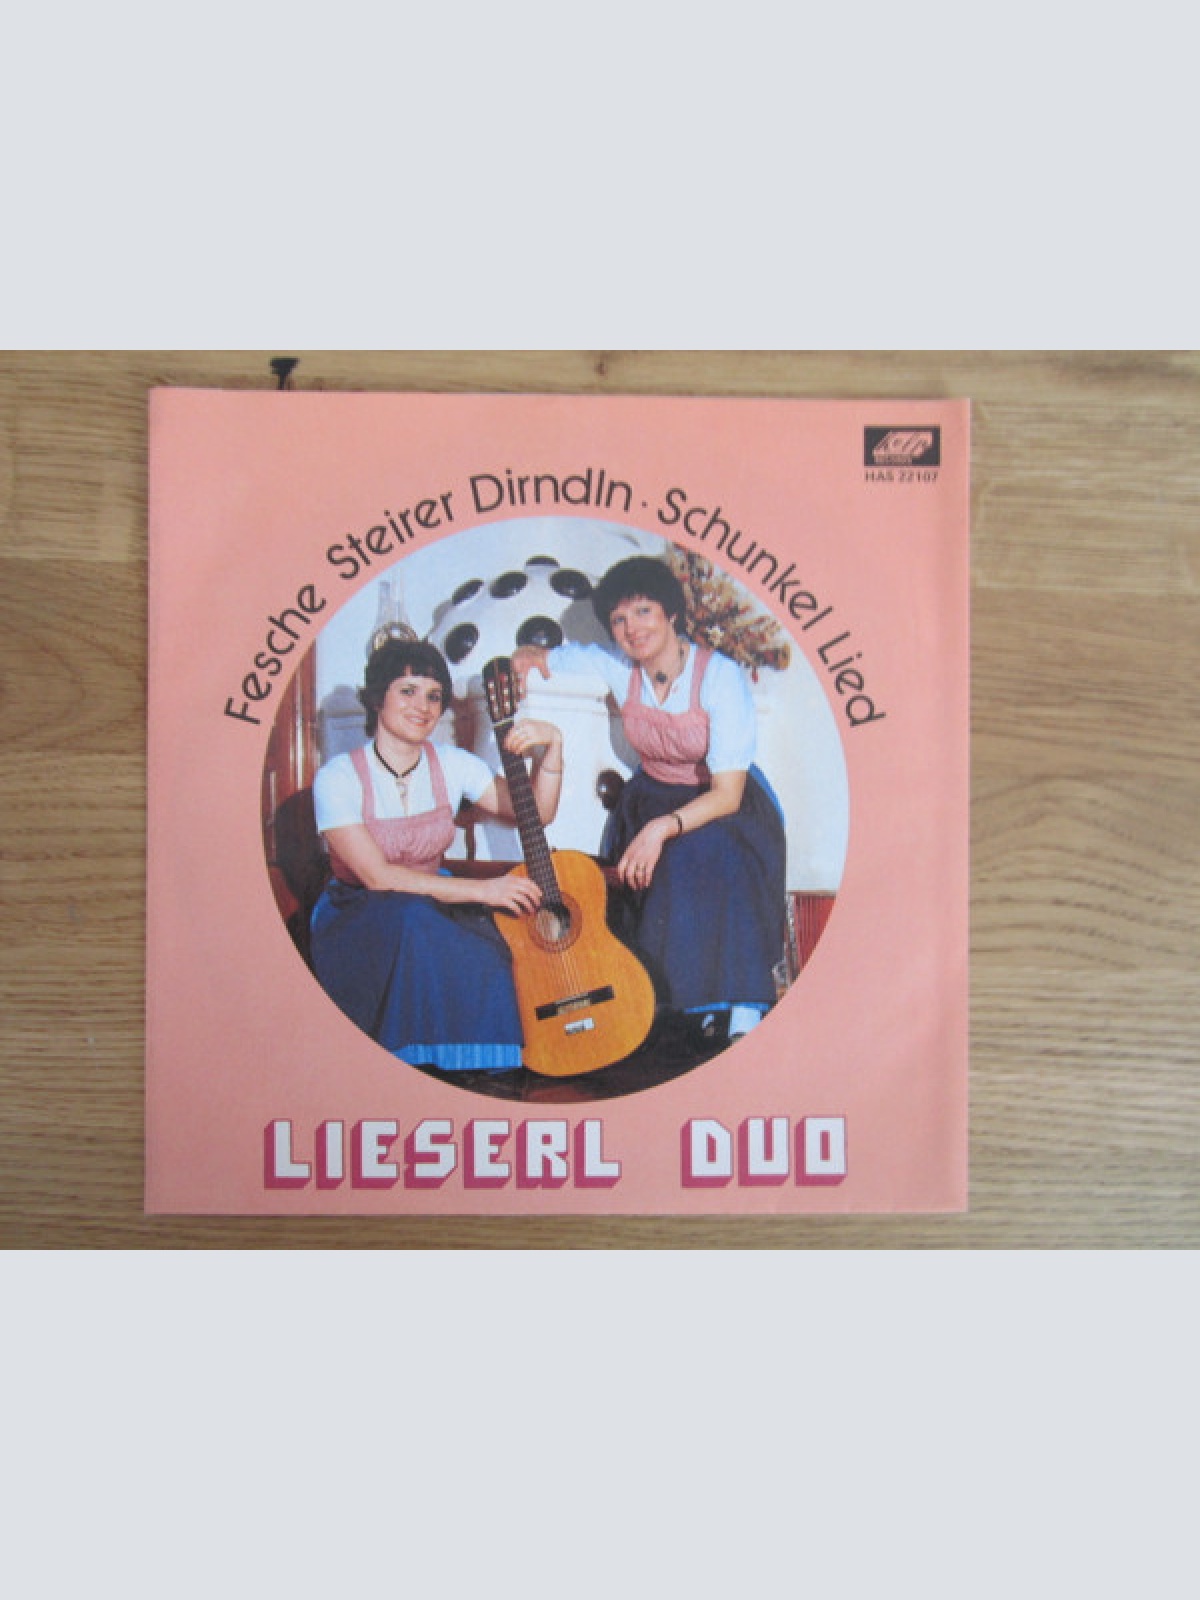 HAS 22107
Fesche Steirer Dirndln · Schunkel Lied
LIESERL DUO